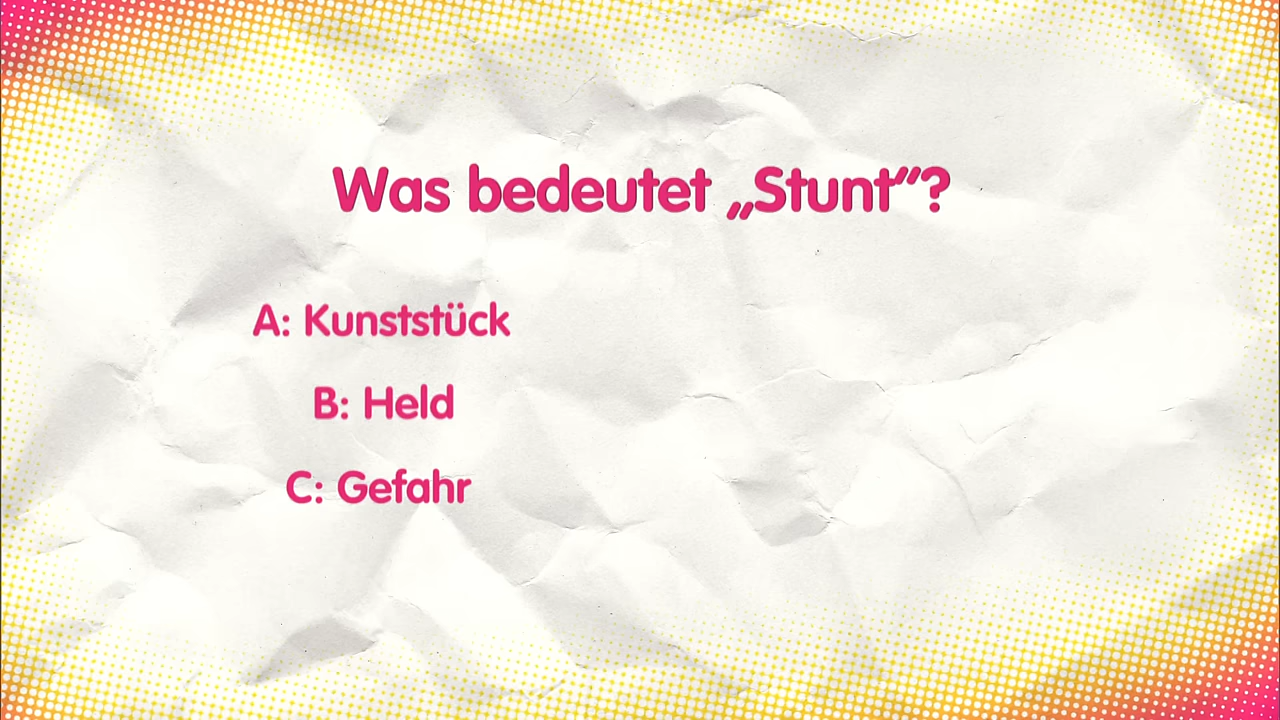 Was bedeutet „Stunt“?
A: Kunststück
B: Held
C: Gefahr